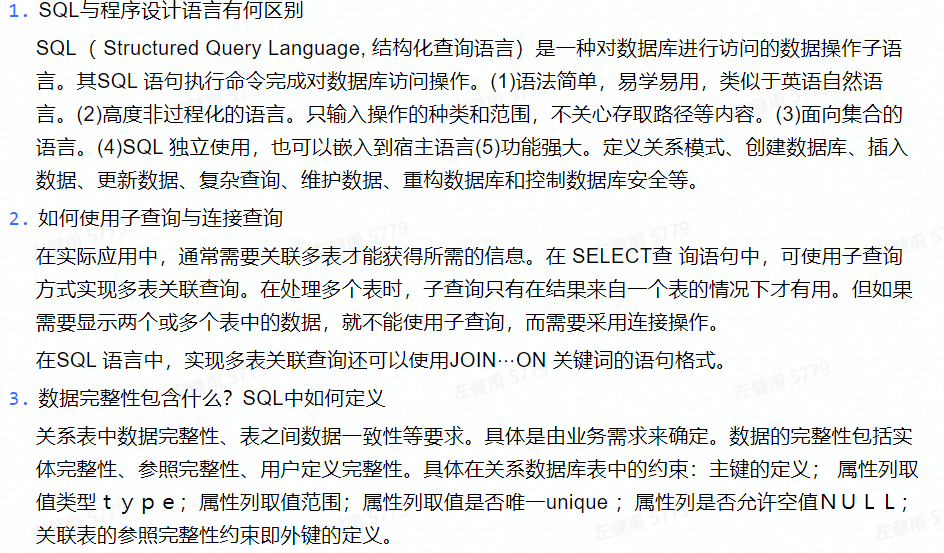 1. SQL与程序设计语言有何区别
SQL（ Structured Query Language, 结构化查询语言）是一种对数据库进行访问的数据操作子语
言。其SQL 语句执行命令完成对数据库访问操作。(1)语法简单，易学易用，类似于英语自然语
言。(2)高度非过程化的语言。只输入操作的种类和范围，不关心存取路径等内容。(3)面向集合的
语言。(4)SQL 独立使用，也可以嵌入到宿主语言(5)功能强大。定义关系模式、创建数据库、插入
数据、更新数据、复杂查询、维护数据、重构数据库和控制数据库安全等。
2. 如何使用子查询与连接查询
在实际应用中，通常需要关联多表才能获得所需的信息。在 SELECT查 询语句中，可使用子查询
方式实现多表关联查询。在处理多个表时，子查询只有在结果来自一个表的情况下才有用。但如果
需要显示两个或多个表中的数据，就不能使用子查询，而需要采用连接操作。
在SQL 语言中，实现多表关联查询还可以使用JOIN…ON 关键词的语句格式。
3. 数据完整性包含什么？SQL中如何定义
关系表中数据完整性、表之间数据一致性等要求。具体是由业务需求来确定。数据的完整性包括实
体完整性、参照完整性、用户定义完整性。具体在关系数据库表中的约束：主键的定义； 属性列取
值类型ｔｙｐｅ；属性列取值范围；属性列取值是否唯一unique ；属性列是否允许空值ＮＵＬＬ；
关联表的参照完整性约束即外键的定义。
左健甫 5779